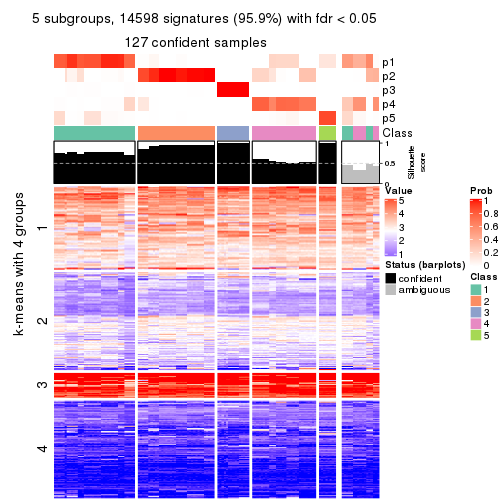 5 subgroups, 14598 signatures (95.9%) with fdr < 0.05
127 confident samples
p1
p2
p3
p4
p5
Class
1
0.5
0
Silhouette
score
k-means with 4 groups
1
2
3
4
Value
5
4
3
2
1
Status (barplots)
confident
ambiguous
Prob
1
0.8
0.6
0.4
0.2
0
Class
1
2
3
4
5